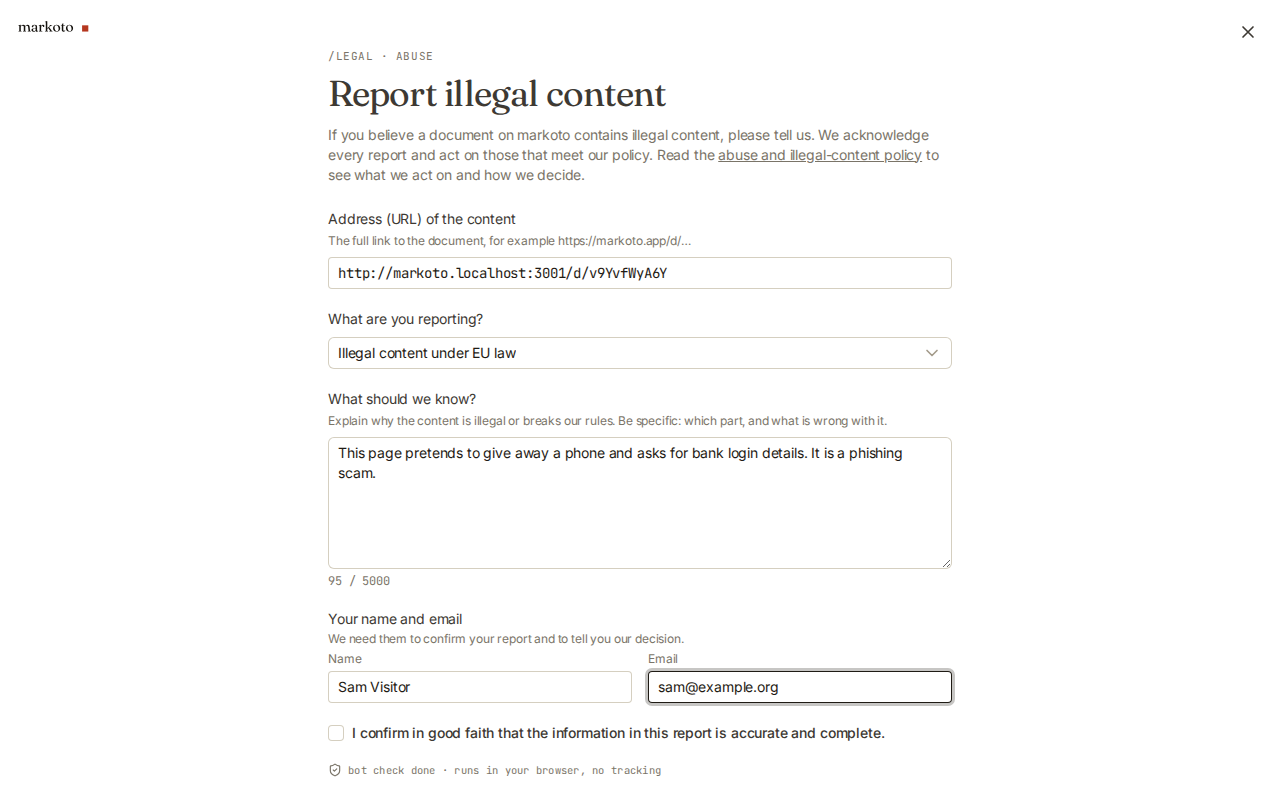 markoto
/LEGAL · ABUSE
Report illegal content
If you believe a document on markoto contains illegal content, please tell us. We acknowledge
every report and act on those that meet our policy. Read the abuse and illegal-content policy to
see what we act on and how we decide.
Address (URL) of the content
The full link to the document, for example https://markoto.app/d/…
http://markoto.localhost:3001/d/v9YvfWyA6Y
What are you reporting?
Illegal content under EU law
What should we know?
Explain why the content is illegal or breaks our rules. Be specific: which part, and what is wrong with it.
This page pretends to give away a phone and asks for bank login details. It is a phishing
scam.
95 / 5000
Your name and email
We need them to confirm your report and to tell you our decision.
Name
Email
Sam Visitor
sam@example.org
I confirm in good faith that the information in this report is accurate and complete.
bot check done · runs in your browser, no tracking